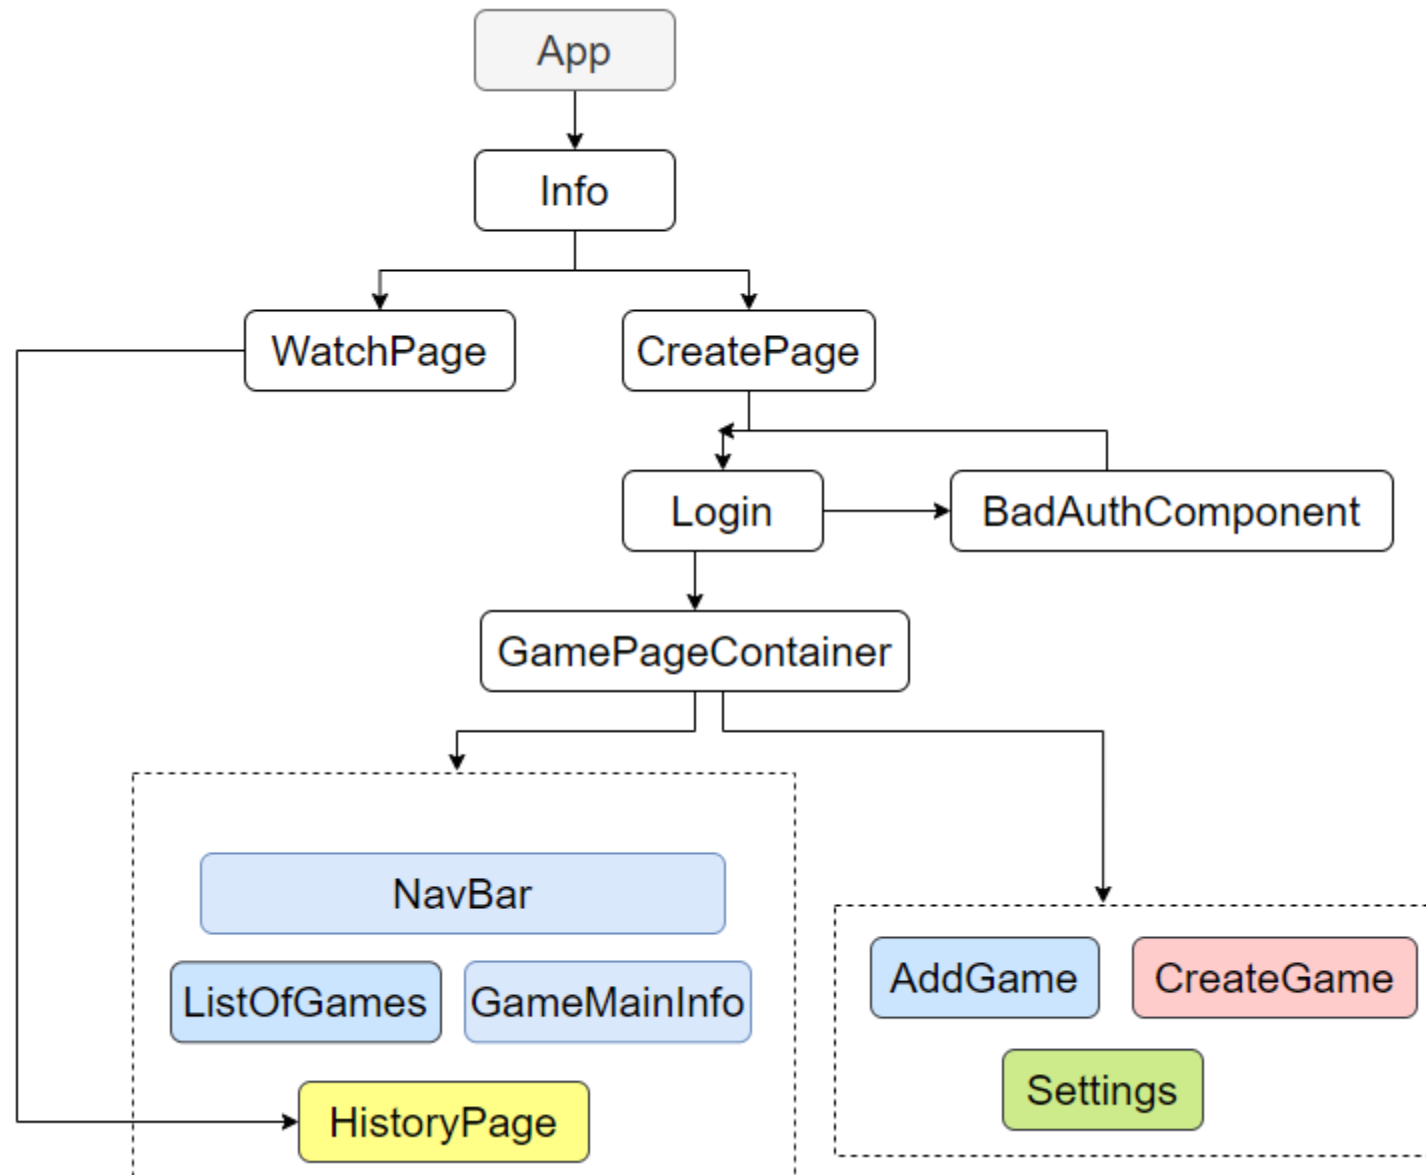 App
Info
WatchPage
CreatePage
Login
BadAuthComponent
GamePageContainer
NavBar
ListOfGames
GameMainInfo
AddGame
CreateGame
Settings
HistoryPage